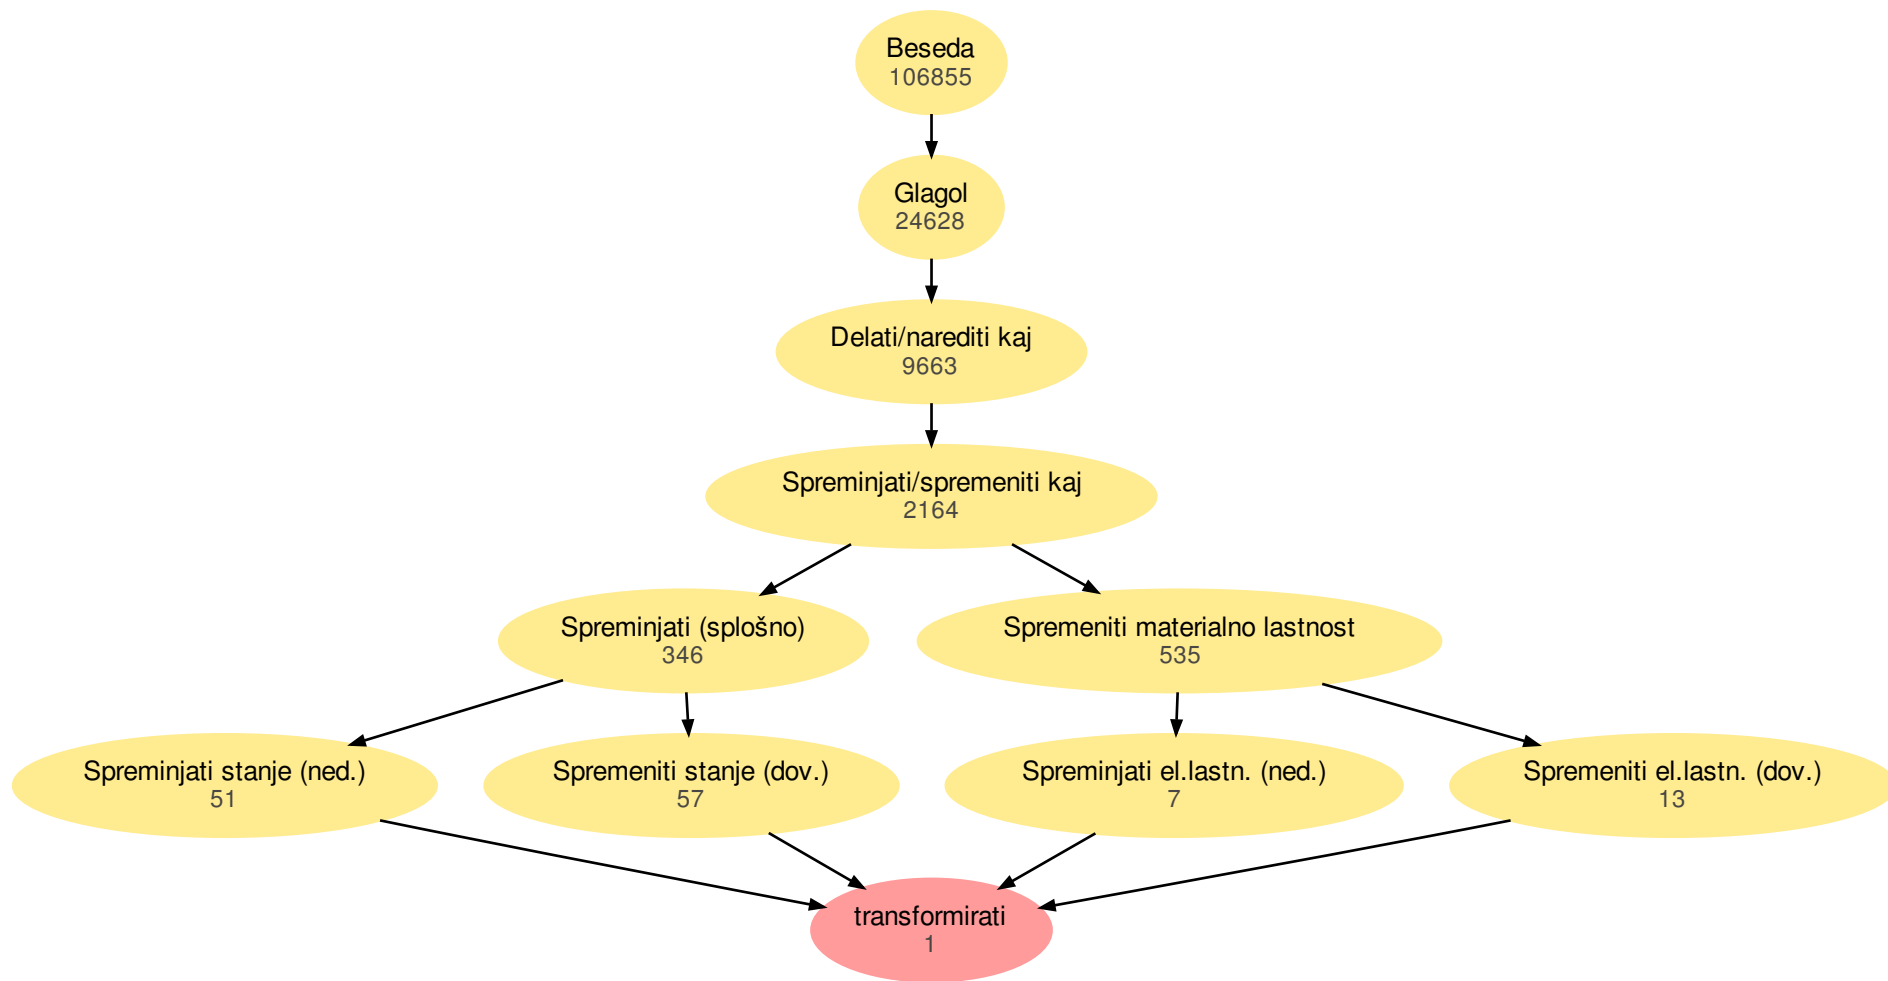 Beseda
106855
Glagol
24628
Delati/narediti kaj
9663
Spreminjati/spremeniti kaj
2164
Spreminjati (splošno)
346
Spremeniti materialno lastnost
535
Spreminjati stanje (ned.)
51
Spremeniti stanje (dov.)
57
Spreminjati el.lastn. (ned.)
7
Spremeniti el.lastn. (dov.)
13
transformirati
1